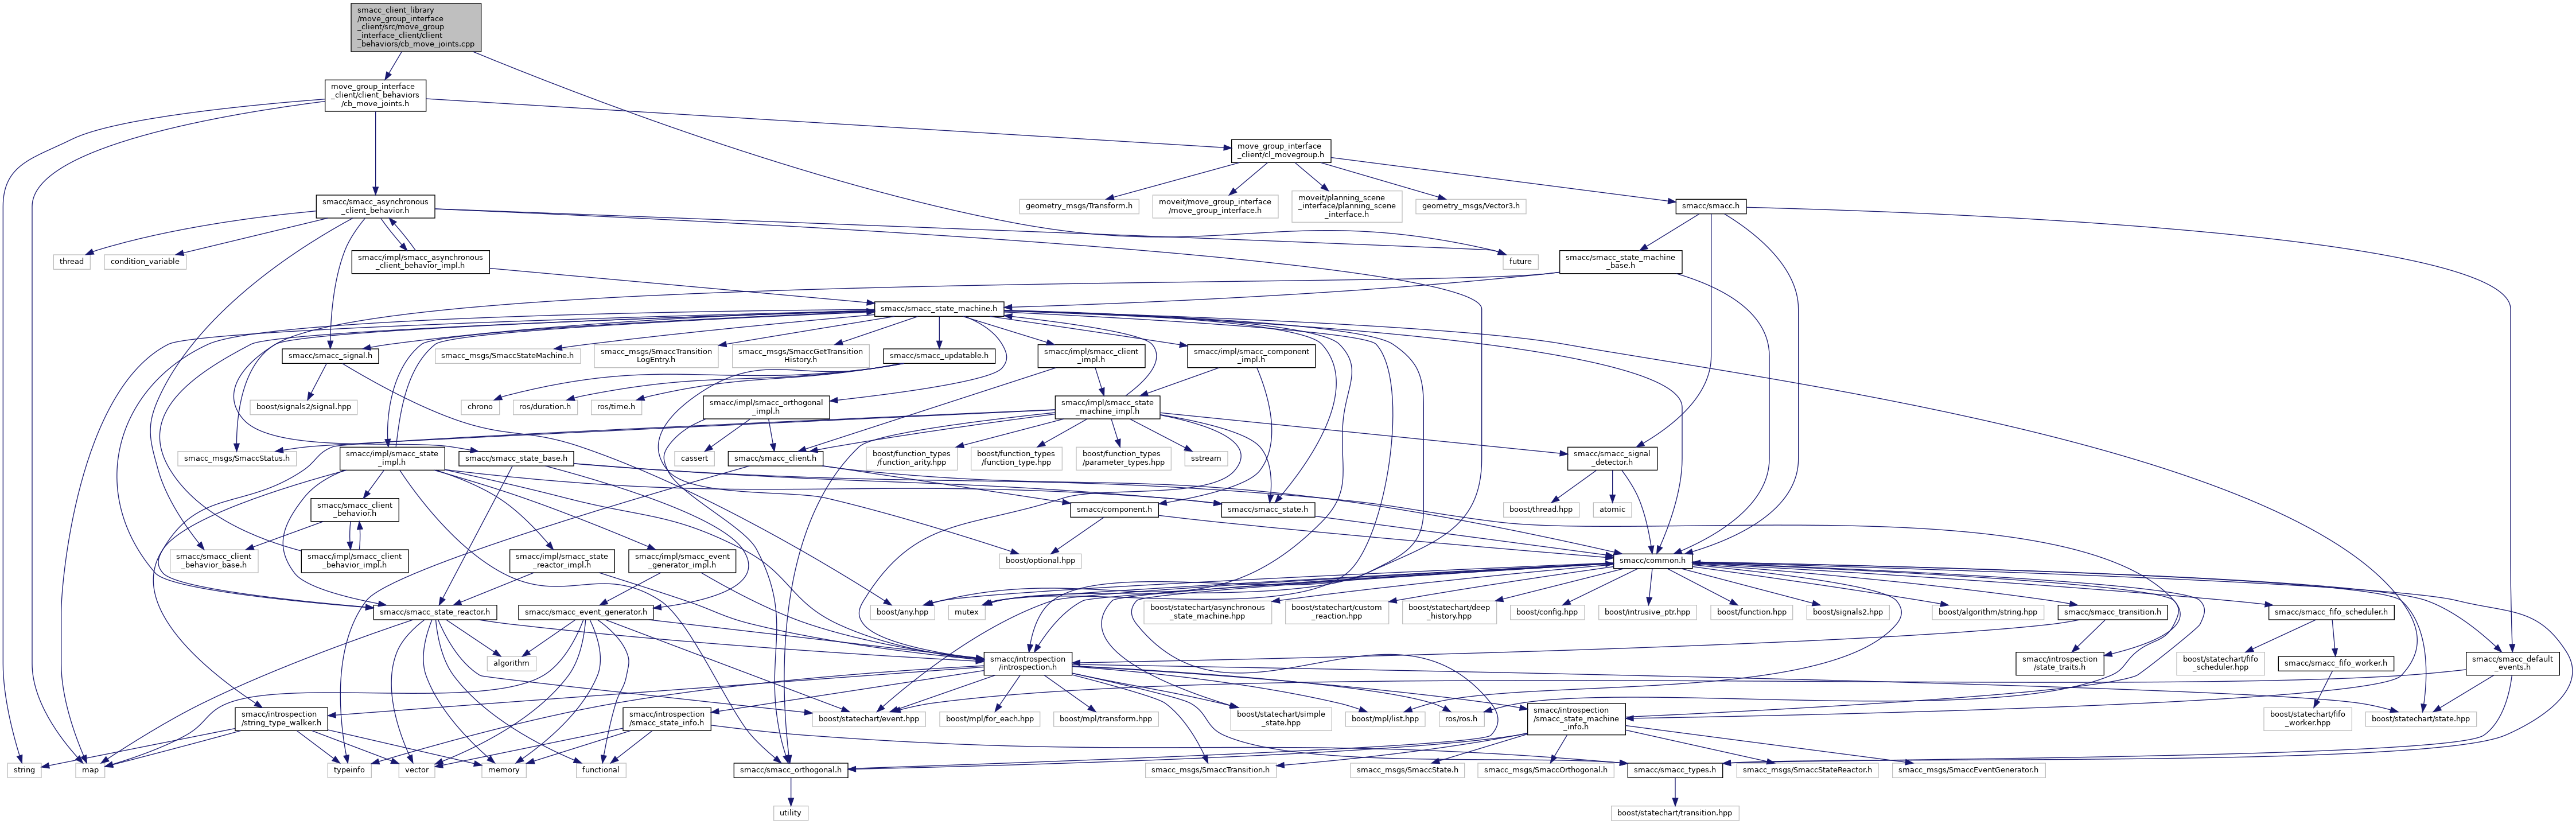 smacc_client_library
/move_group_interface
_client/src/move_group
_interface_client/client
_behaviors/cb_move_joints.cpp
move_group_interface
_client/client_behaviors
/cb_move_joints.h
move_group_interface
_client/cl_movegroup.h
smacc/smacc_asynchronous
_client_behavior.h
geometry_msgs/Transform.h
moveit/move_group_interface
/move_group_interface.h
moveit/planning_scene
_interface/planning_scene
_interface.h
geometry_msgs/Vector3.h
smacc/smacc.h
thread
condition_variable
smacc/impl/smacc_asynchronous
_client_behavior_impl.h
future
smacc/smacc_state_machine
_base.h
smacc/smacc_state_machine.h
smacc/smacc_signal.h
smacc_msgs/SmaccStateMachine.h
smacc_msgs/SmaccTransition
LogEntry.h
smacc_msgs/SmaccGetTransition
History.h
smacc/smacc_updatable.h
smacc/impl/smacc_client
_impl.h
smacc/impl/smacc_component
_impl.h
boost/signals2/signal.hpp
chrono
ros/duration.h
ros/time.h
smacc/impl/smacc_orthogonal
_impl.h
smacc/impl/smacc_state
_machine_impl.h
smacc_msgs/SmaccStatus.h
smacc/impl/smacc_state
_impl.h
smacc/smacc_state_base.h
cassert
smacc/smacc_client.h
boost/function_types
/function_arity.hpp
boost/function_types
/function_type.hpp
boost/function_types
/parameter_types.hpp
sstream
smacc/smacc_signal
_detector.h
smacc/smacc_client
_behavior.h
smacc/component.h
smacc/smacc_state.h
boost/thread.hpp
atomic
smacc/smacc_client
_behavior_base.h
smacc/impl/smacc_client
_behavior_impl.h
smacc/impl/smacc_state
_reactor_impl.h
smacc/impl/smacc_event
_generator_impl.h
boost/optional.hpp
smacc/common.h
smacc/smacc_state_reactor.h
smacc/smacc_event_generator.h
boost/any.hpp
mutex
boost/statechart/asynchronous
_state_machine.hpp
boost/statechart/custom
_reaction.hpp
boost/statechart/deep
_history.hpp
boost/config.hpp
boost/intrusive_ptr.hpp
boost/function.hpp
boost/signals2.hpp
boost/algorithm/string.hpp
smacc/smacc_transition.h
smacc/smacc_fifo_scheduler.h
algorithm
smacc/introspection
/introspection.h
smacc/introspection
/state_traits.h
boost/statechart/fifo
_scheduler.hpp
smacc/smacc_fifo_worker.h
smacc/smacc_default
_events.h
smacc/introspection
/string_type_walker.h
smacc/introspection
/smacc_state_info.h
boost/statechart/event.hpp
boost/mpl/for_each.hpp
boost/mpl/transform.hpp
boost/statechart/simple
_state.hpp
boost/mpl/list.hpp
ros/ros.h
smacc/introspection
/smacc_state_machine
_info.h
boost/statechart/fifo
_worker.hpp
boost/statechart/state.hpp
string
map
typeinfo
vector
memory
functional
smacc/smacc_orthogonal.h
smacc_msgs/SmaccTransition.h
smacc_msgs/SmaccState.h
smacc_msgs/SmaccOrthogonal.h
smacc/smacc_types.h
smacc_msgs/SmaccStateReactor.h
smacc_msgs/SmaccEventGenerator.h
utility
boost/statechart/transition.hpp